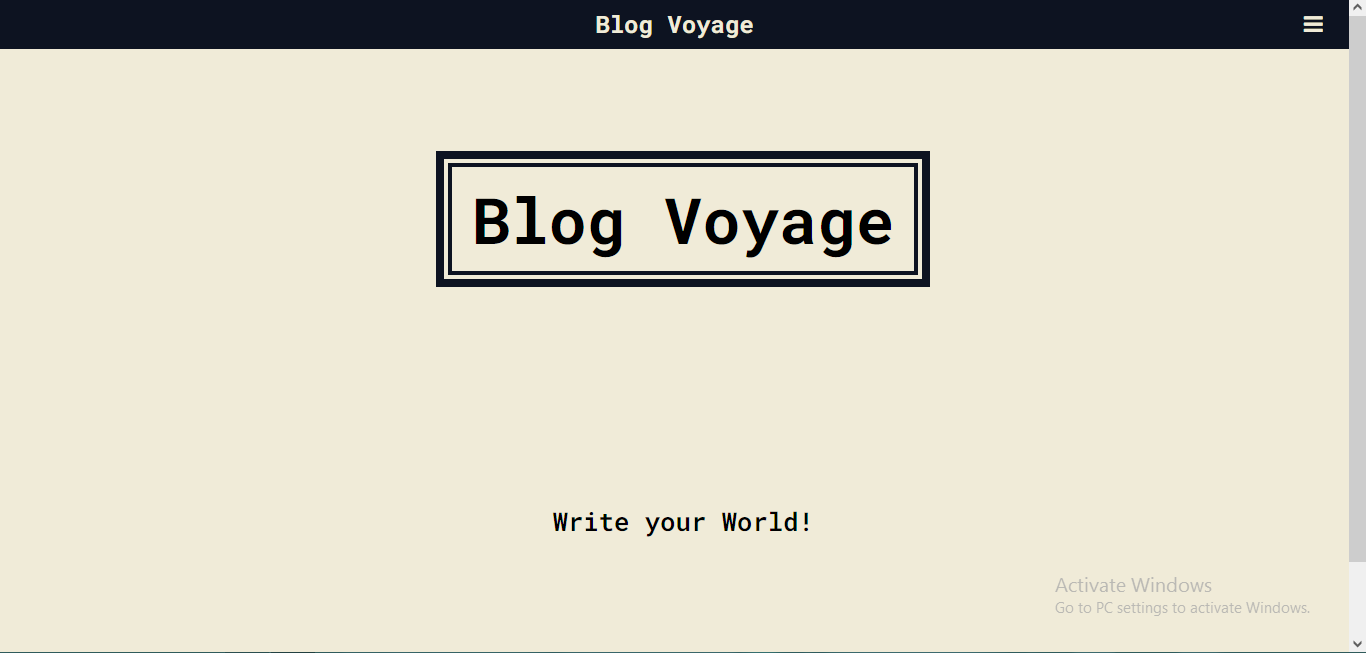 Blog Voyage
Blog Voyage
Write your World!
Activate Windows
Go to PC settings to activate Windows.